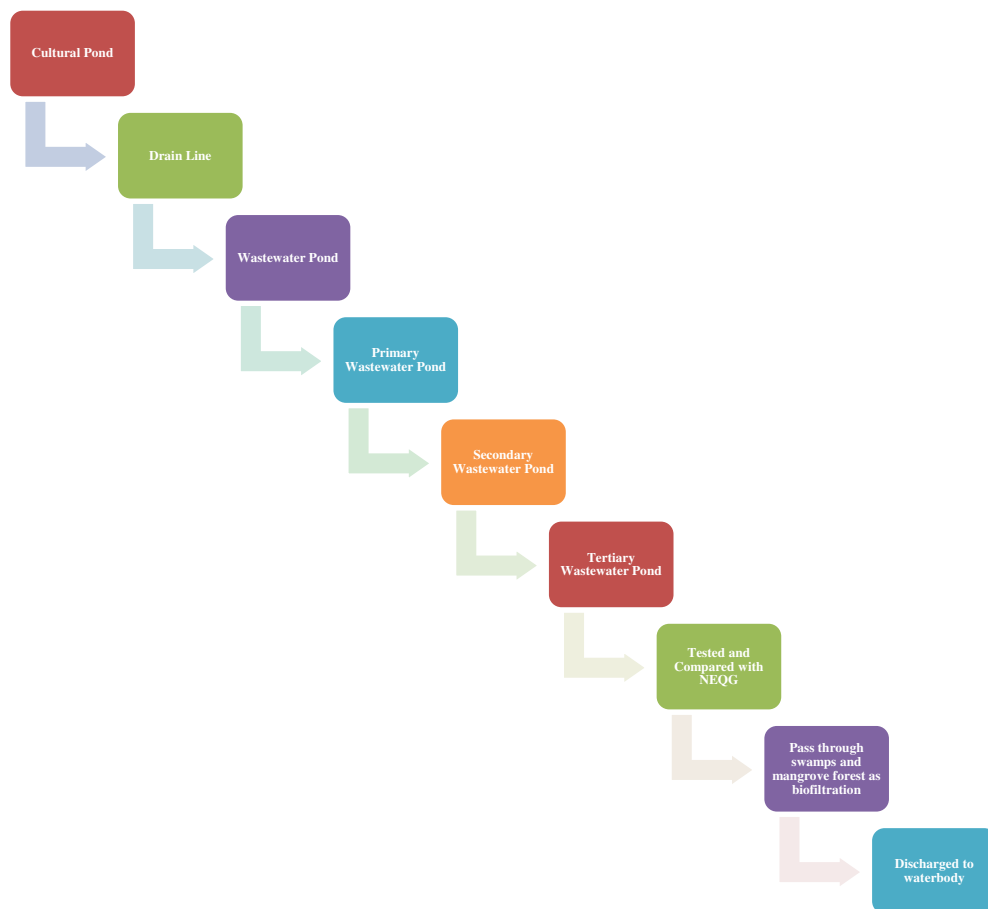 Cultural Pond
Drain Line
Wastewater Pond
Primary
Wastewater Pond
Secondary
Wastewater Pond
Tertiary
Wastewater Pond
Tested and
Compared with
NEQG
Pass through
swamps and
mangrove forest as
biofiltration
Discharged to
waterbody